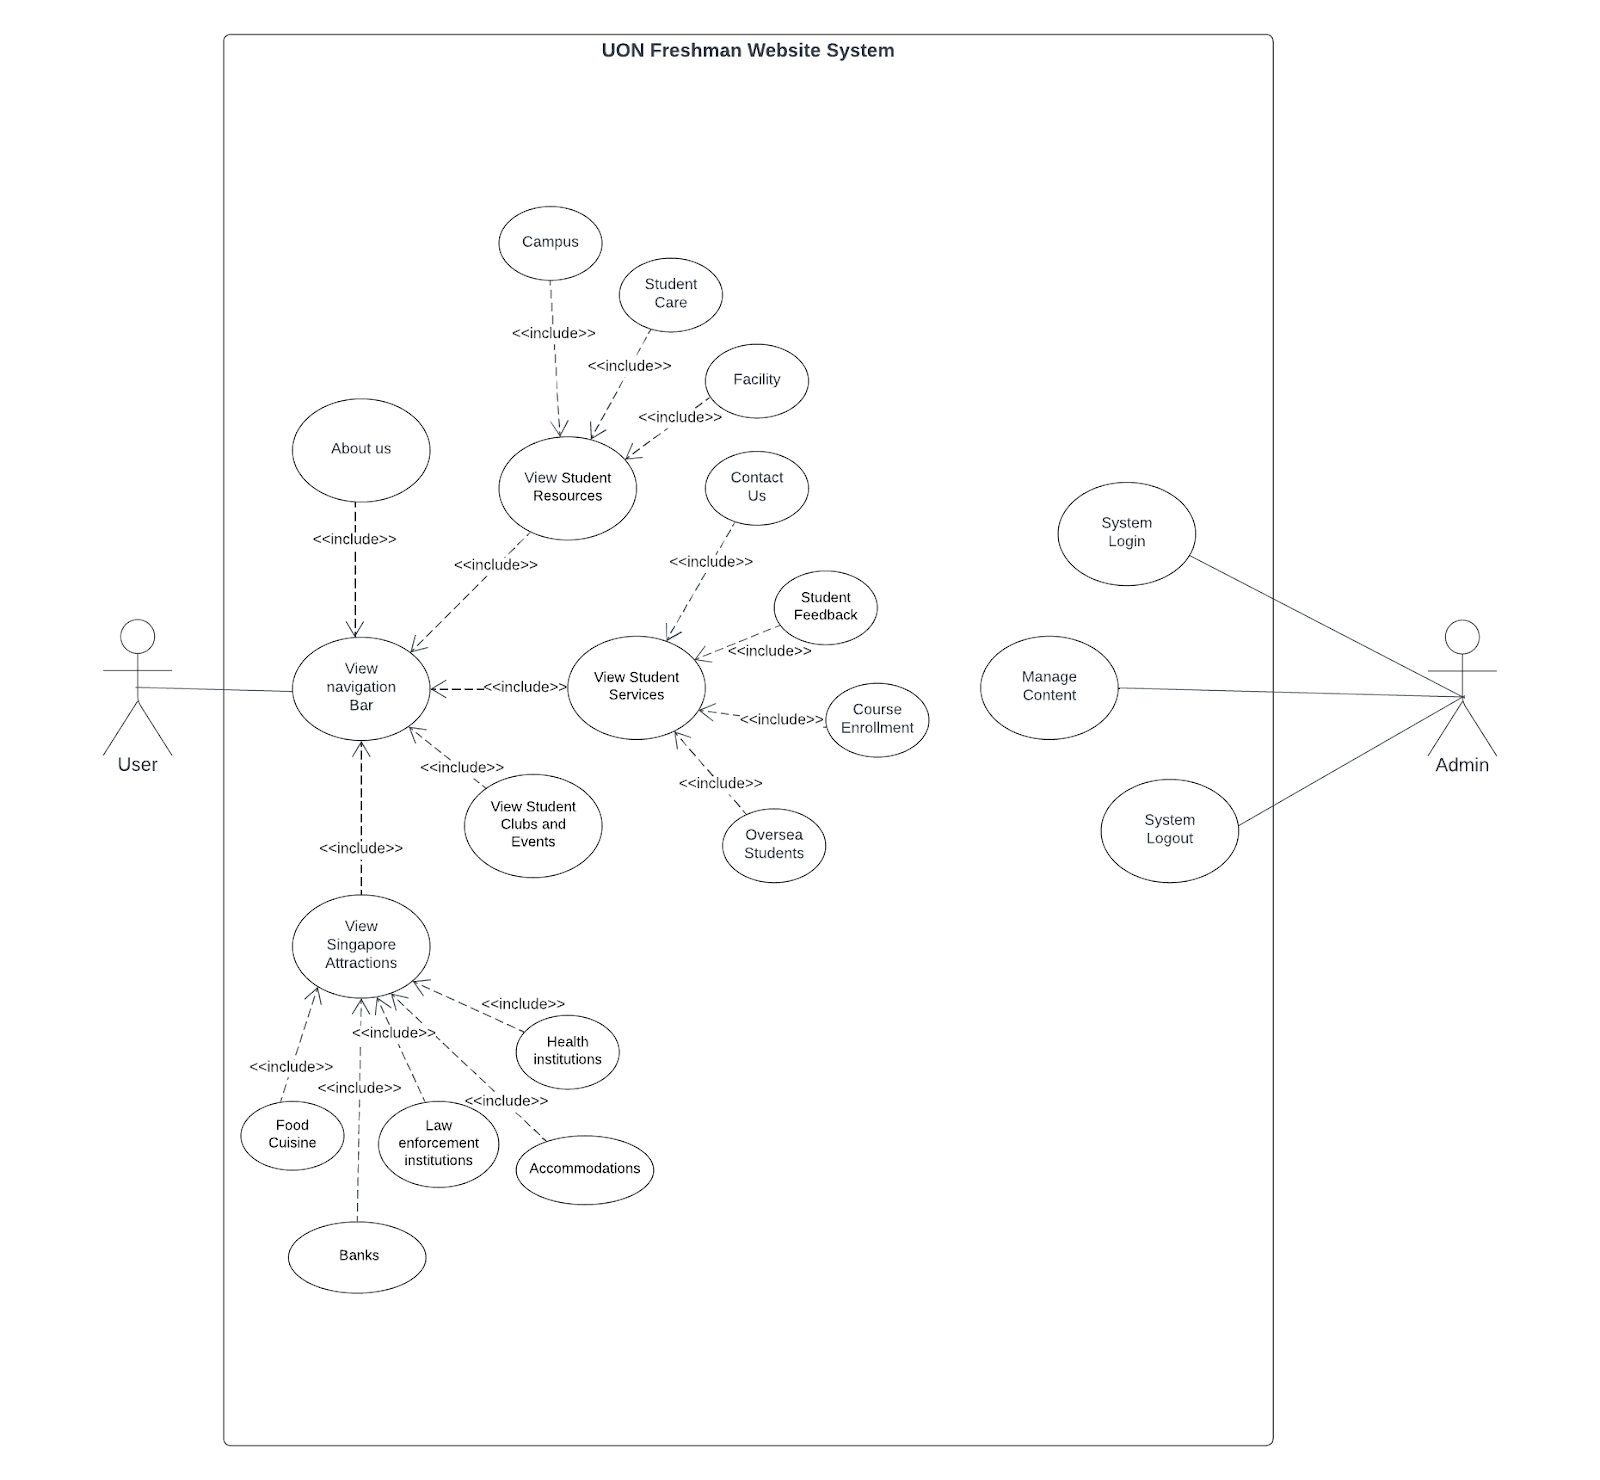 UON Freshman Website System
Campus
Student
Care
<<include>>
<<include>>
Facility
<<include>>
About us
View Student
Resources
Contact
Us
<<include>>
<<include>>
<<include>>
System
Login
Student
Feedback
<<include>>
View
navigation
Bar
<<include>>
View Student
Services
Course
Enrollment
<<include>>
Manage
Content
User
Admin
<<include>>
<<include>>
View Student
Clubs and
Events
Oversea
Students
System
Logout
<<include>>
View
Singapore
Attractions
<<include>>
<<include>>
Health
institutions
<<include>>
<<include>>
<<include>>
Food
Cuisine
Law
enforcement
institutions
Accommodations
Banks